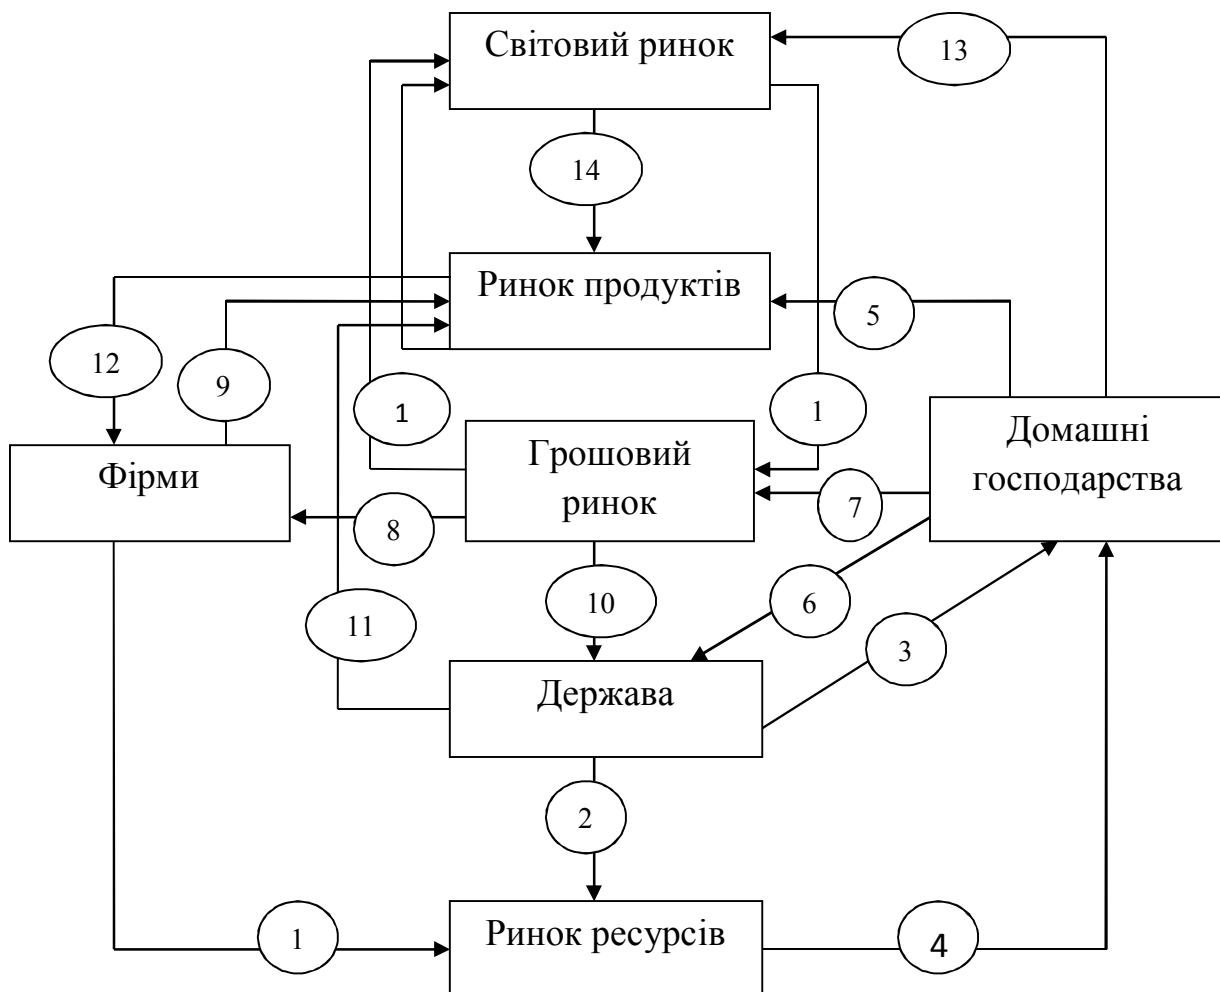 Світовий ринок
13
14
Ринок продуктів
5
12
9
1
1
Грошовий
ринок
Домашні
господарства
Фірми
8
7
10
6
11
3
Держава
2
Ринок ресурсів
1
4